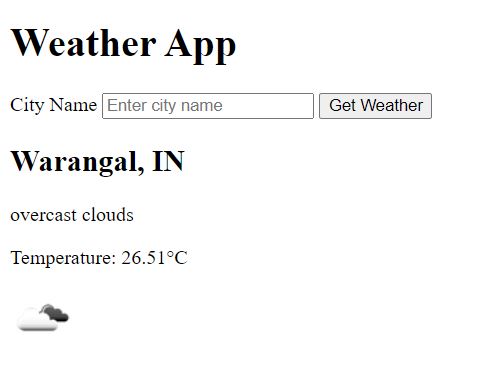 Weather App
City Name Enter city name Get Weather
Warangal, IN
overcast clouds
Temperature: 26.51°C